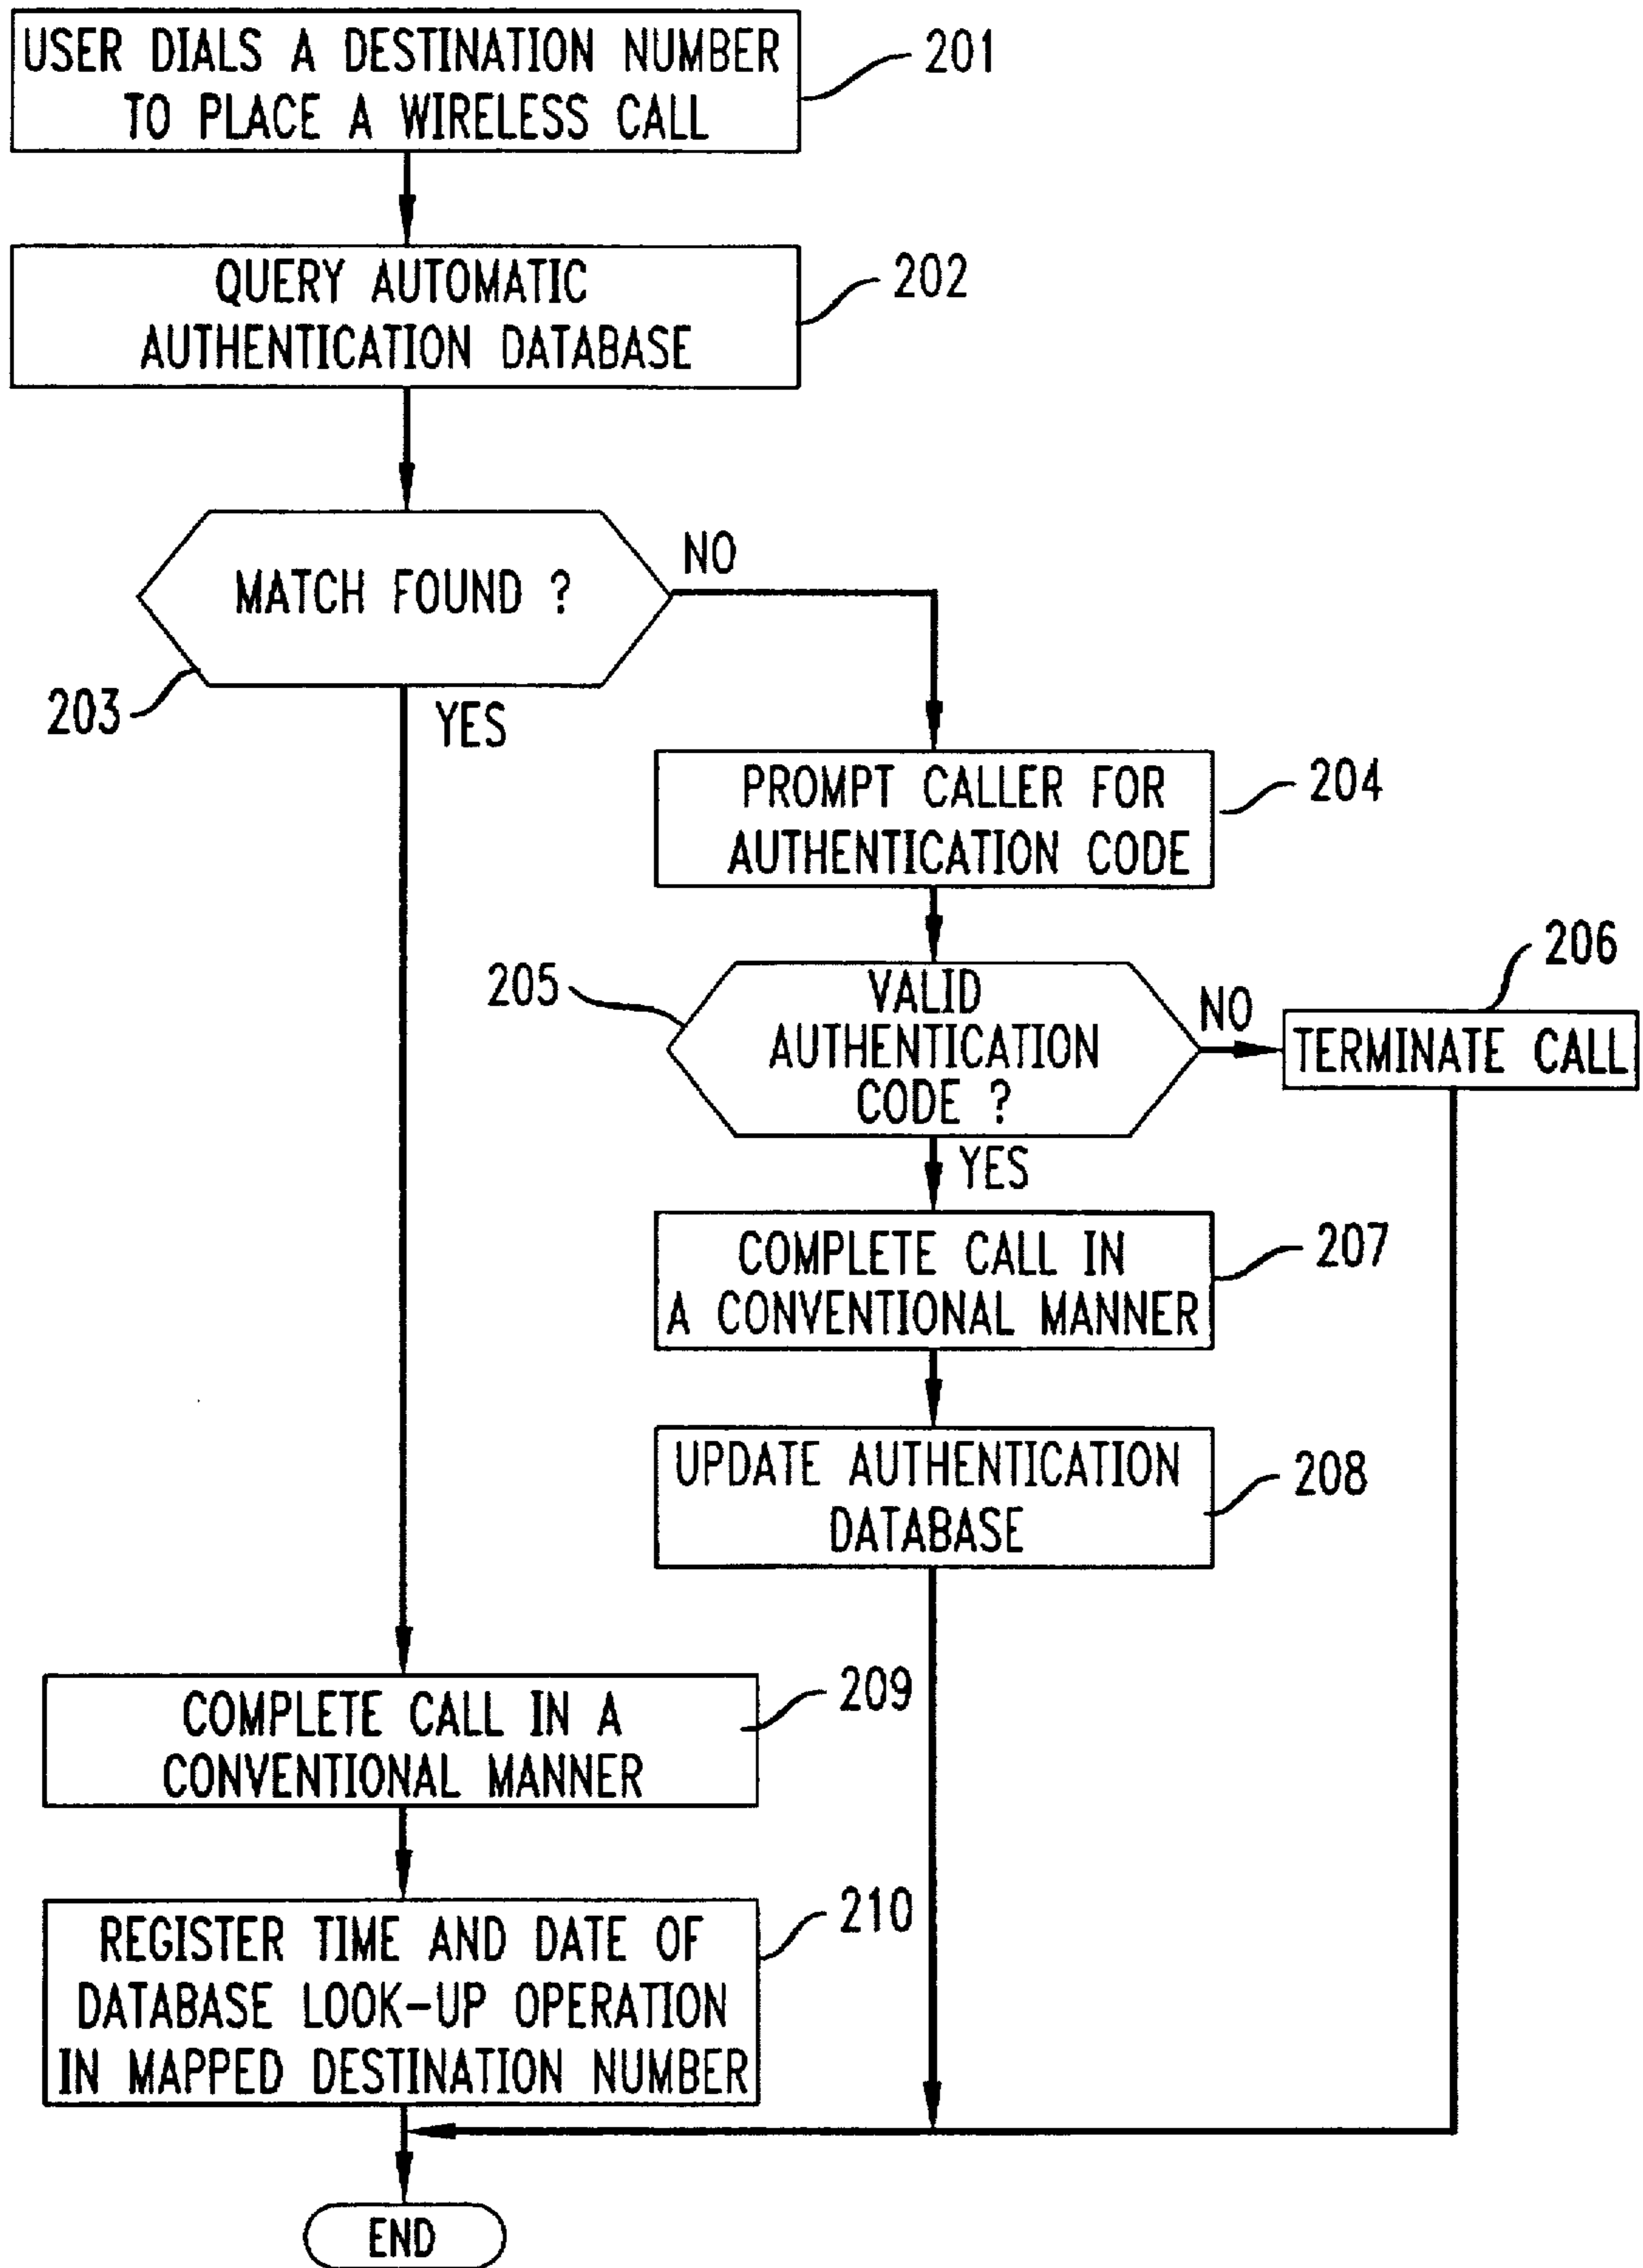 USER DIALS A DESTINATION NUMBER
TO PLACE A WIRELESS CALL
201
QUERY AUTOMATIC
AUTHENTICATION DATABASE
202
MATCH FOUND ?
NO
203
YES
PROMPT CALLER FOR
AUTHENTICATION CODE
204
205
VALID
AUTHENTICATION
CODE ?
NO
206
TERMINATE CALL
YES
COMPLETE CALL IN
A CONVENTIONAL MANNER
207
UPDATE AUTHENTICATION
DATABASE
208
COMPLETE CALL IN A
CONVENTIONAL MANNER
209
REGISTER TIME AND DATE OF
DATABASE LOOK-UP OPERATION
IN MAPPED DESTINATION NUMBER
210
END